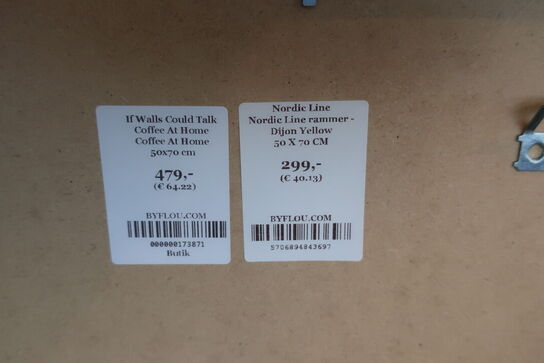 If Walls Could Talk
Coffee At Home
Coffee At Home
50x70 cm
479,-
(€ 64.22)
BYFLOU.COM
000000173871
Butik
Nordic Line
Nordic Line rammer -
Dijon Yellow
50 X 70 CM
299,-
(€ 40.13)
BYFLOU.COM
5706894843697